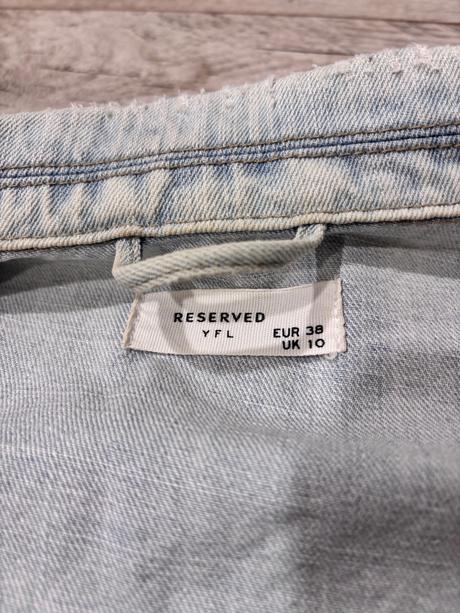 RESERVED
YFL
EUR 38
UK 10